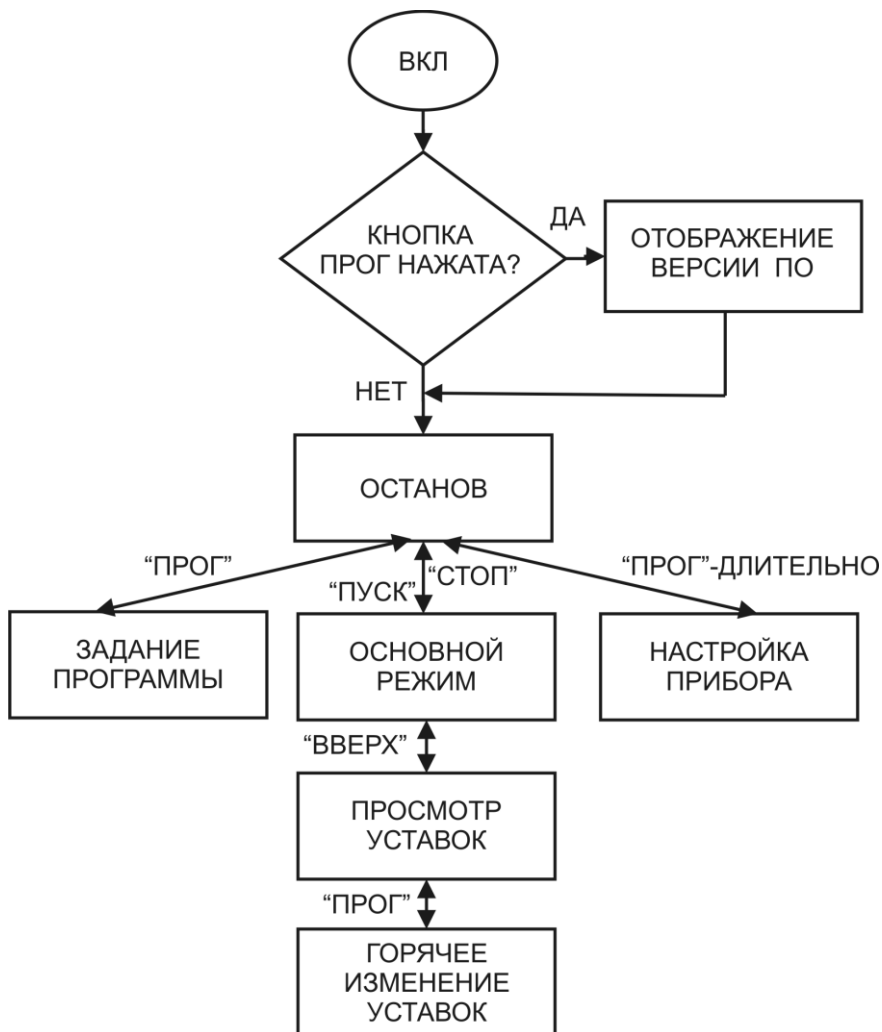 ВКЛ
КНОПКА
ПРОГ НАЖАТА?
ДА
ОТОБРАЖЕНИЕ
ВЕРСИИ ПО
НЕТ
ОСТАНОВ
“ПРОГ”
“ПУСК”
“СТОП”
“ПРОГ”-ДЛИТЕЛЬНО
ЗАДАНИЕ
ПРОГРАММЫ
ОСНОВНОЙ
РЕЖИМ
НАСТРОЙКА
ПРИБОРА
“ВВЕРХ”
ПРОСМОТР
УСТАВОК
“ПРОГ”
ГОРЯЧЕЕ
ИЗМЕНЕНИЕ
УСТАВОК